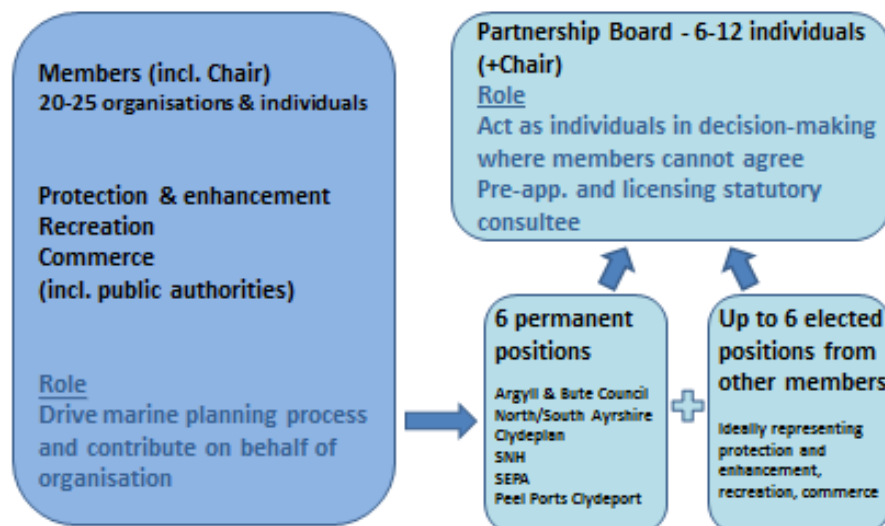 Members (incl. Chair)
20-25 organisations & individuals
Protection & enhancement
Recreation
Commerce
(incl. public authorities)
Role
Drive marine planning process
and contribute on behalf of
organisation
Partnership Board - 6-12 individuals
(+Chair)
Role
Act as individuals in decision-making
where members cannot agree
Pre-app. and licensing statutory
consultee
6 permanent
positions
Argyll & Bute Council
North/South Ayrshire
Clydeplan
SNH
SEPA
Peel Ports Clydeport
Up to 6 elected
positions from
other members
Ideally representing
protection and
enhancement,
recreation, commerce